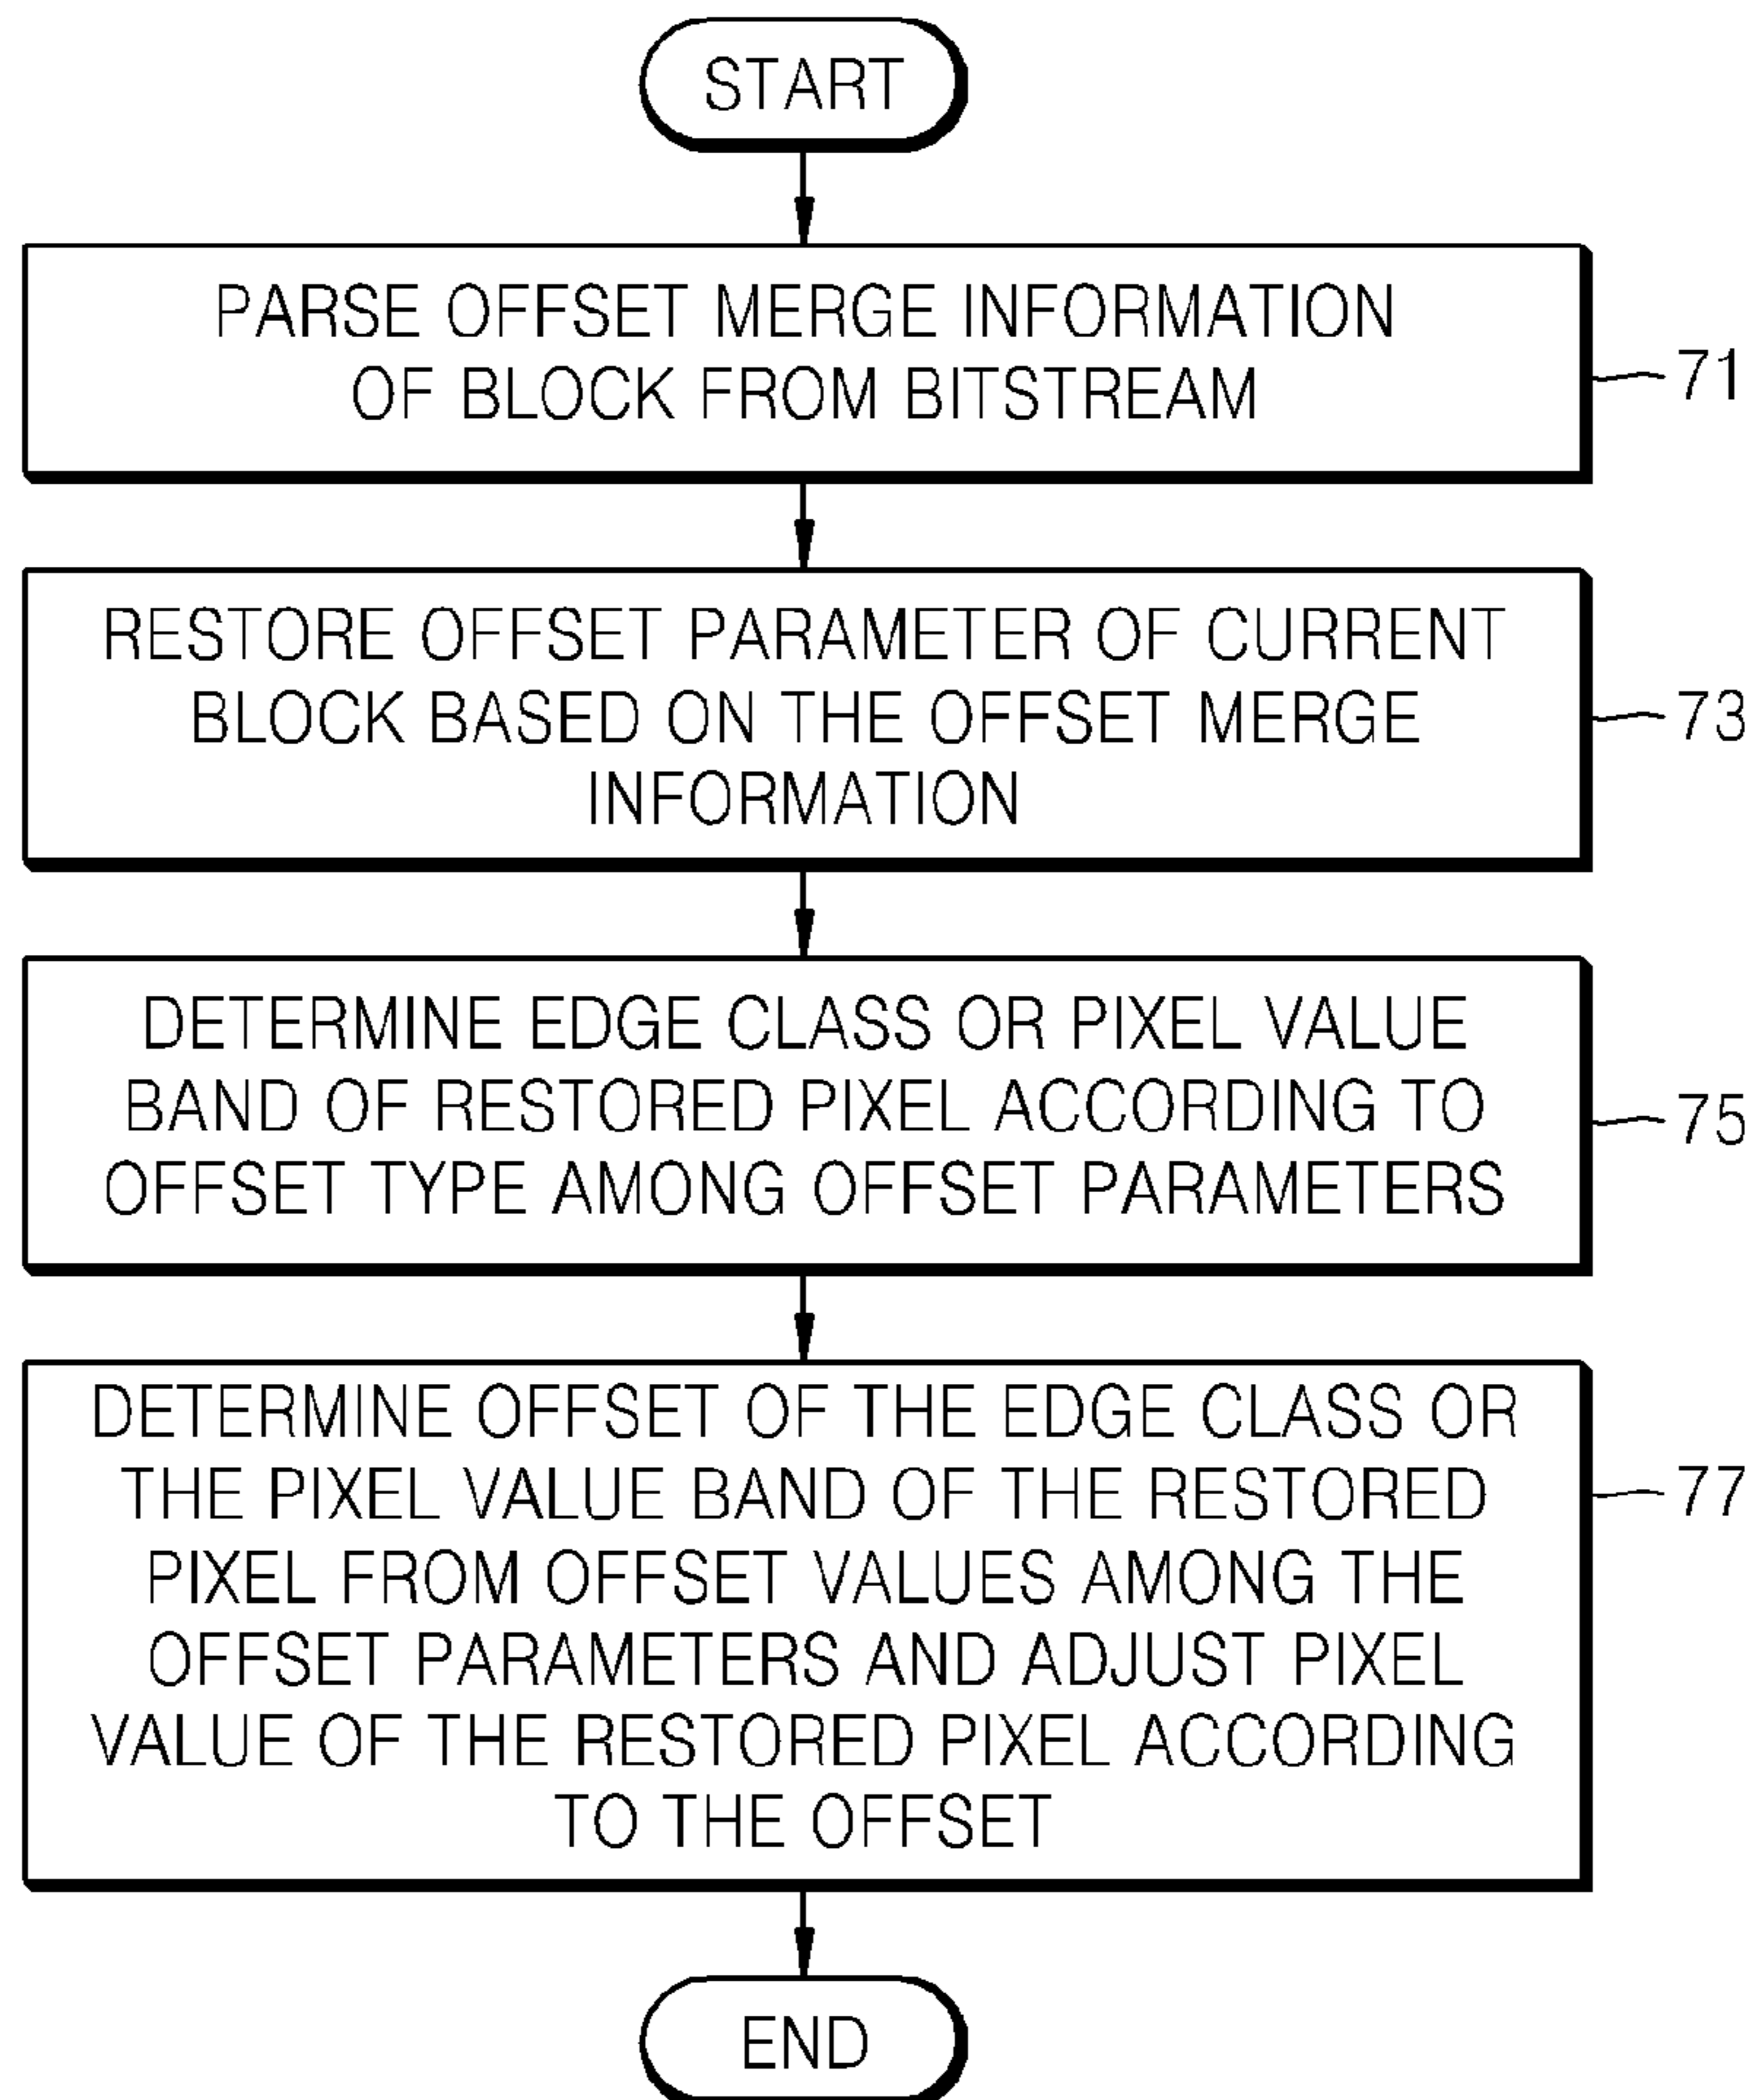 START
PARSE OFFSET MERGE INFORMATION
OF BLOCK FROM BITSTREAM
71
RESTORE OFFSET PARAMETER OF CURRENT
BLOCK BASED ON THE OFFSET MERGE
INFORMATION
73
DETERMINE EDGE CLASS OR PIXEL VALUE
BAND OF RESTORED PIXEL ACCORDING TO
OFFSET TYPE AMONG OFFSET PARAMETERS
75
DETERMINE OFFSET OF THE EDGE CLASS OR
THE PIXEL VALUE BAND OF THE RESTORED
PIXEL FROM OFFSET VALUES AMONG THE
OFFSET PARAMETERS AND ADJUST PIXEL
VALUE OF THE RESTORED PIXEL ACCORDING
TO THE OFFSET
77
END